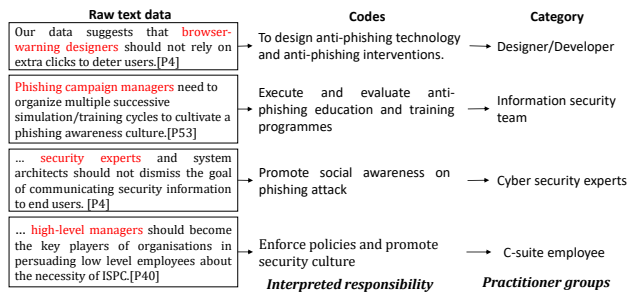 Raw text data
Codes
Category
Our data suggests that browser-
warning designers should not rely on
extra clicks to deter users.[P4]
To design anti-phishing technology
and anti-phishing interventions.
Designer/Developer
Phishing campaign managers need to
organize multiple successive
simulation/training cycles to cultivate a
phishing awareness culture.[P53]
Execute and evaluate anti-
phishing education and training
programmes
Information security
team
... security experts and system
architects should not dismiss the goal
of communicating security information
to end users. [P4]
Promote social awareness on
phishing attack
Cyber security experts
... high-level managers should become
the key players of organisations in
persuading low level employees about
the necessity of ISPC.[P40]
Enforce policies and promote
security culture
C-suite employee
Interpreted responsibility
Practitioner groups